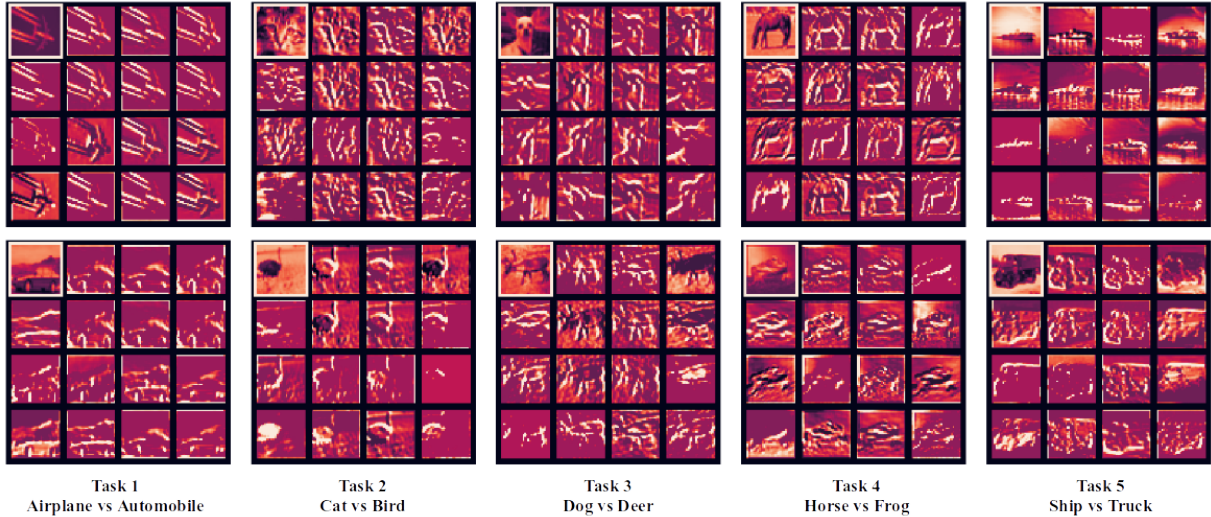 Task 1
Airplane vs Automobile
Task 2
Cat vs Bird
Task 3
Dog vs Deer
Task 4
Horse vs Frog
Task 5
Ship vs Truck